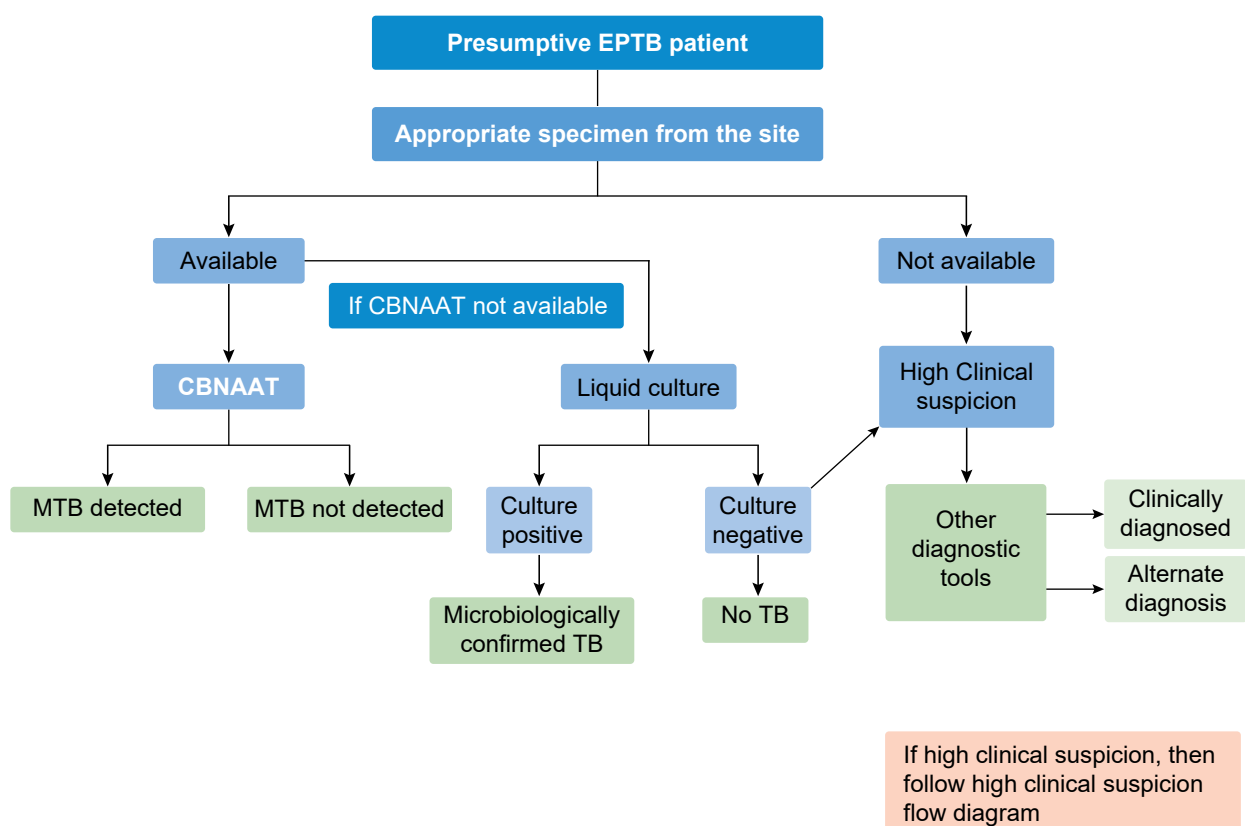 Presumptive EPTB patient
Appropriate specimen from the site
Available
Not available
If CBNAAT not available
CBNAAT
Liquid culture
High Clinical
suspicion
MTB detected
MTB not detected
Culture
positive
Culture
negative
Other
diagnostic
tools
Clinically
diagnosed
Alternate
diagnosis
Microbiologically
confirmed TB
No TB
If high clinical suspicion, then
follow high clinical suspicion
flow diagram